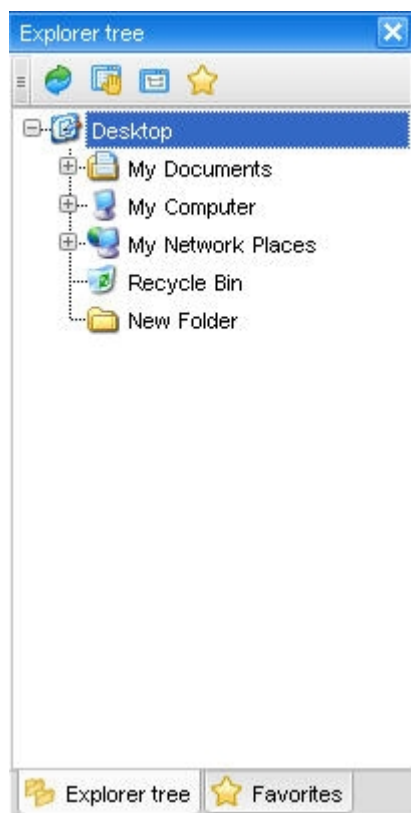 Explorer tree
Desktop
My Documents
My Computer
My Network Places
Recycle Bin
New Folder
Explorer tree Favorites